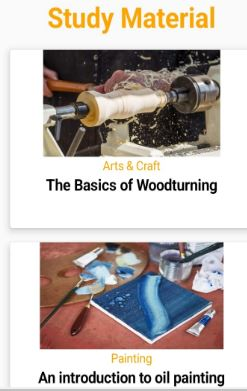 Study Material
Arts & Craft
The Basics of Woodturning
Painting
An introduction to oil painting